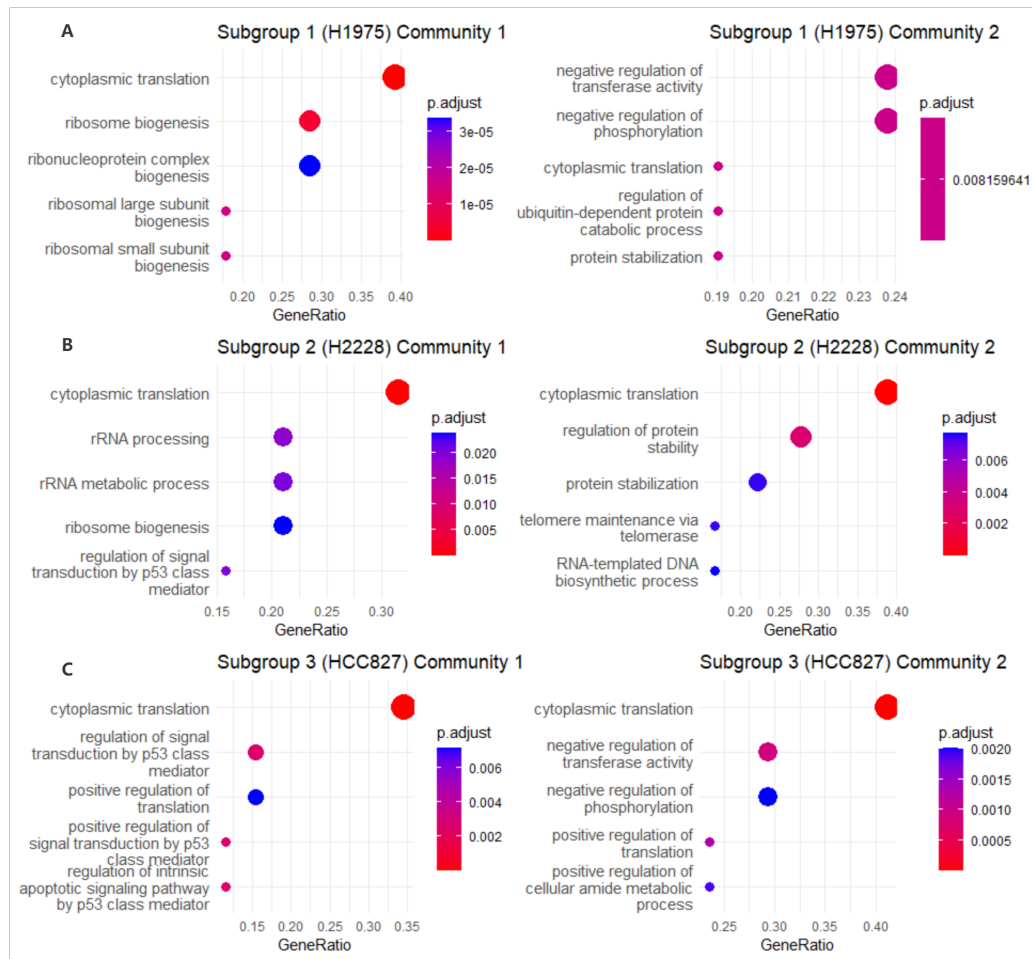 A
Subgroup 1 (H1975) Community 1
cytoplasmic translation
ribosome biogenesis
ribonucleoprotein complex
biogenesis
ribosomal large subunit
biogenesis
ribosomal small subunit
biogenesis
0.20 0.25 0.30 0.35 0.40
GeneRatio
p.adjust
3e-05
2e-05
1e-05
Subgroup 1 (H1975) Community 2
negative regulation of
transferase activity
negative regulation of
phosphorylation
cytoplasmic translation
regulation of
ubiquitin-dependent protein
catabolic process
protein stabilization
0.19 0.20 0.21 0.22 0.23 0.24
GeneRatio
p.adjust
0.008159641
B
Subgroup 2 (H2228) Community 1
cytoplasmic translation
rRNA processing
rRNA metabolic process
ribosome biogenesis
regulation of signal
transduction by p53 class
mediator
0.15 0.20 0.25 0.30
GeneRatio
p.adjust
0.020
0.015
0.010
0.005
Subgroup 2 (H2228) Community 2
cytoplasmic translation
regulation of protein
stability
protein stabilization
telomere maintenance via
telomerase
RNA-templated DNA
biosynthetic process
0.20 0.25 0.30 0.35 0.40
GeneRatio
p.adjust
0.006
0.004
0.002
C
Subgroup 3 (HCC827) Community 1
cytoplasmic translation
regulation of signal
transduction by p53 class
mediator
positive regulation of
translation
positive regulation of
signal transduction by p53
class mediator
regulation of intrinsic
apoptotic signaling pathway
by p53 class mediator
0.15 0.20 0.25 0.30 0.35
GeneRatio
p.adjust
0.006
0.004
0.002
Subgroup 3 (HCC827) Community 2
cytoplasmic translation
negative regulation of
transferase activity
negative regulation of
phosphorylation
positive regulation of
translation
positive regulation of
cellular amide metabolic
process
0.25 0.30 0.35 0.40
GeneRatio
p.adjust
0.0020
0.0015
0.0010
0.0005